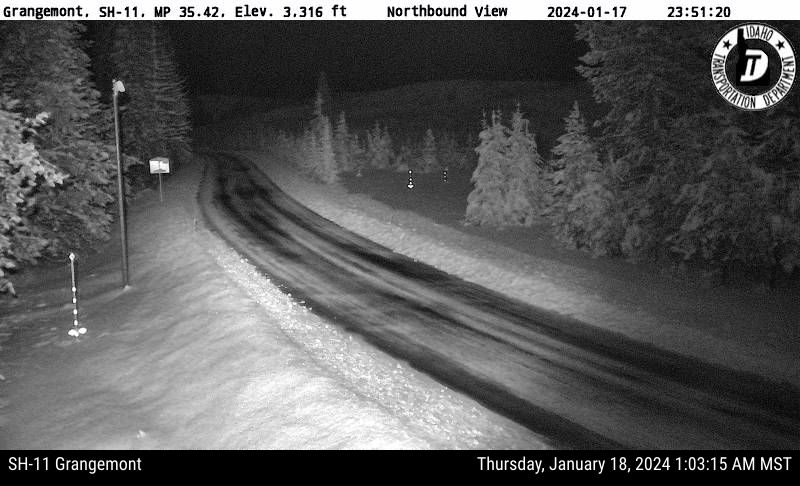 Grangemont, SH-11, MP 35.42, Elev. 3,316 ft Northbound View 2024-01-17 23:51:20
IDAHO
TRANSPORTATION DEPARTMENT
SH-11 Grangemont Thursday, January 18, 2024 1:03:15 AM MST